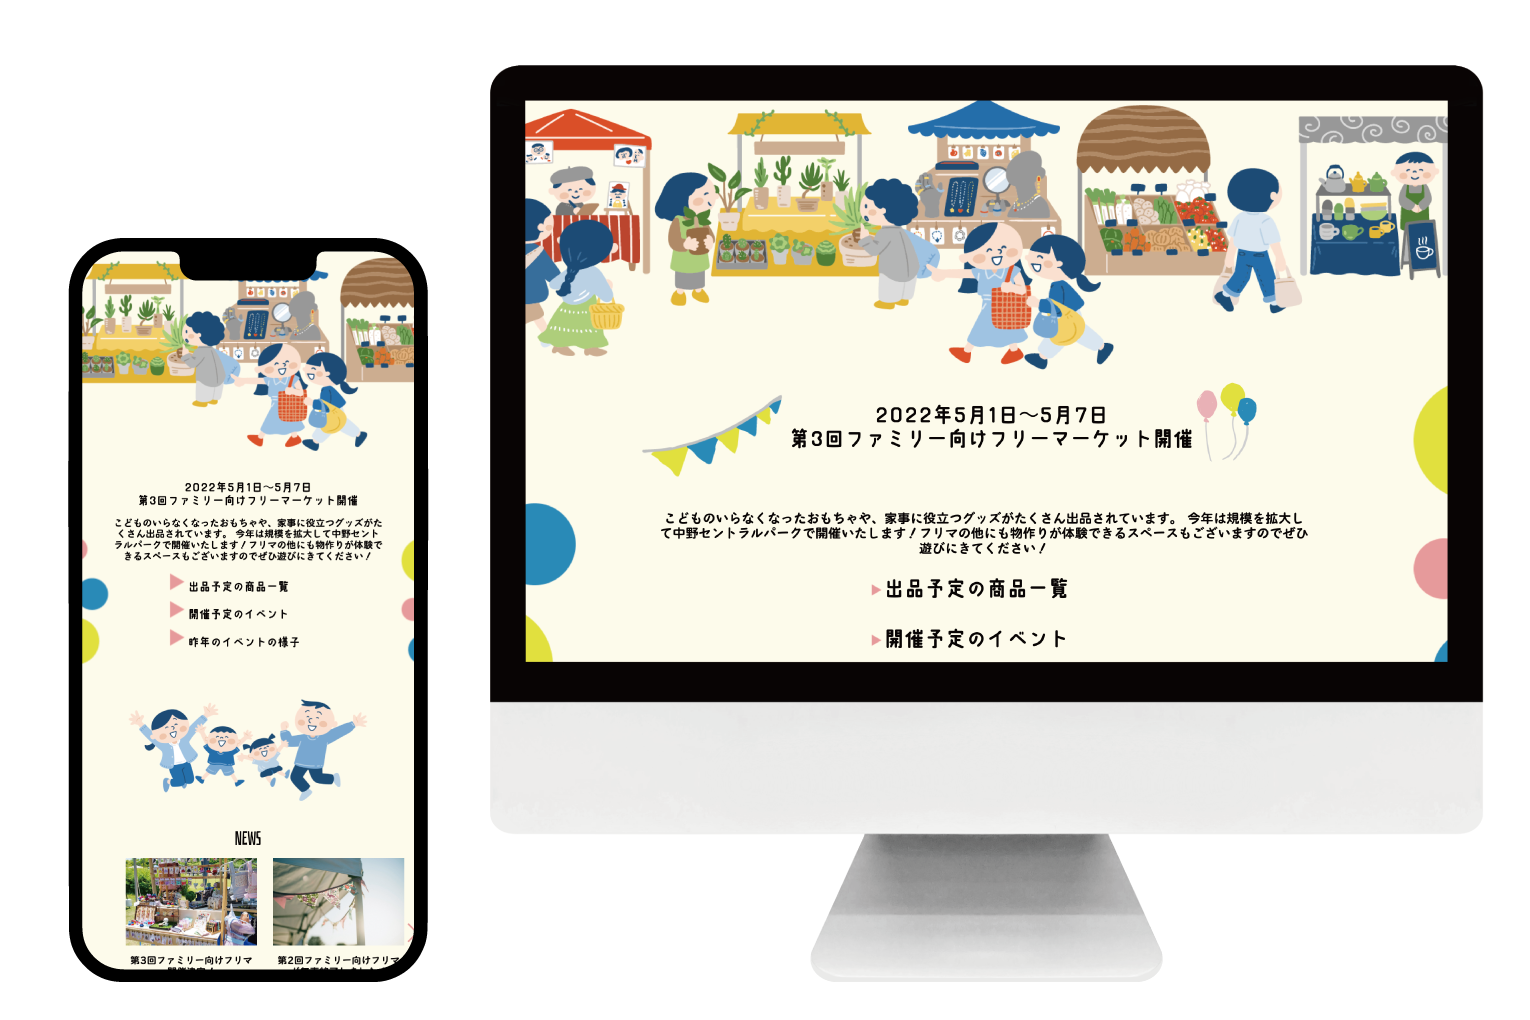 2022年5月1日～5月7日
第3回ファミリー向けフリーマーケット開催
こどものいらなくなったおもちゃや、家事に役立つグッズがた
くさん出品されています。 今年は規模を拡大して中野セント
ラルパークで開催いたします！フリマの他にも物作りが体験で
きるスペースもございますのでぜひ遊びにきてください！
出品予定の商品一覧
開催予定のイベント
昨年のイベントの様子
NEWS
第3回ファミリー向けフリマ
第2回ファミリー向けフリマ
2022年5月1日～5月7日
第3回ファミリー向けフリーマーケット開催
こどものいらなくなったおもちゃや、家事に役立つグッズがたくさん出品されています。 今年は規模を拡大し
て中野セントラルパークで開催いたします！フリマの他にも物作りが体験できるスペースもございますのでぜひ
遊びにきてください！
出品予定の商品一覧
開催予定のイベント